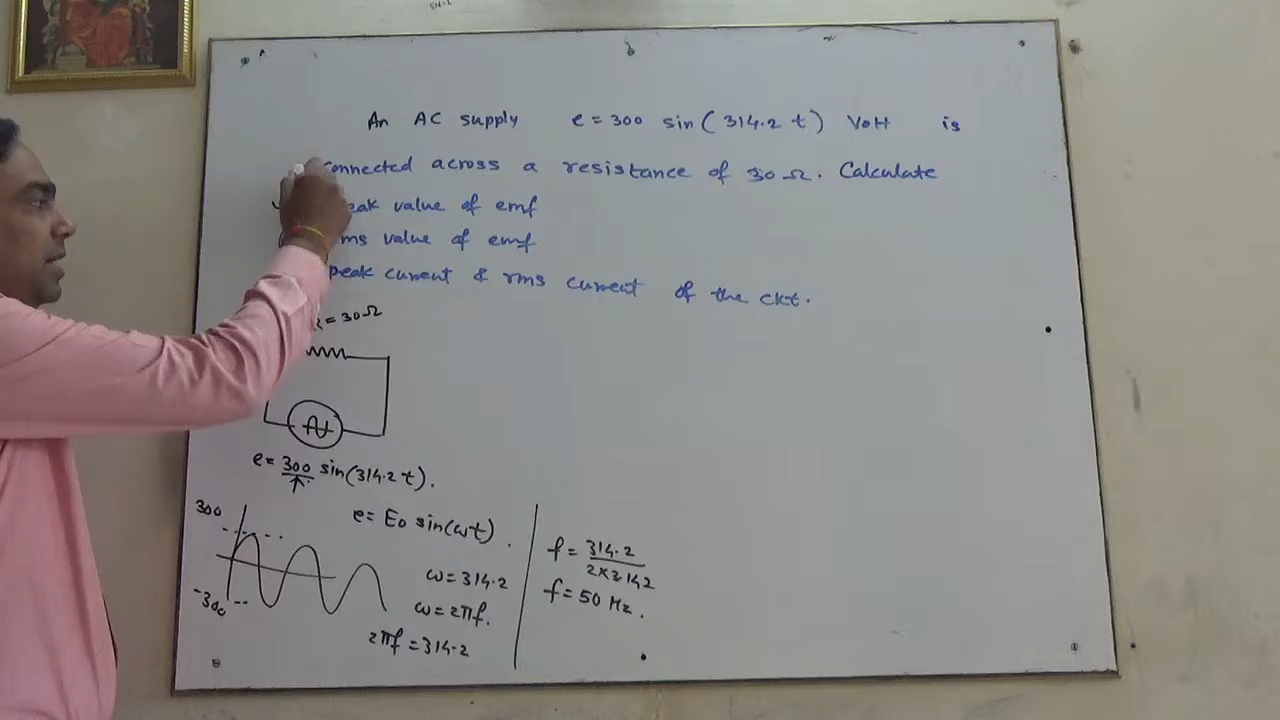 An AC supply e = 300 sin(314.2 t) Volt is
connected across a resistance of 30 Ω. Calculate
value of emf
value of emf
peak current & rms current of the ckt.
= 30 Ω
e = 300 sin(314.2 t).
300
-300
e = E0 sin(ωt).
ω = 314.2
ω = 2πf.
2πf = 314.2
f = 314.2
2×3.142
f = 50 Hz.